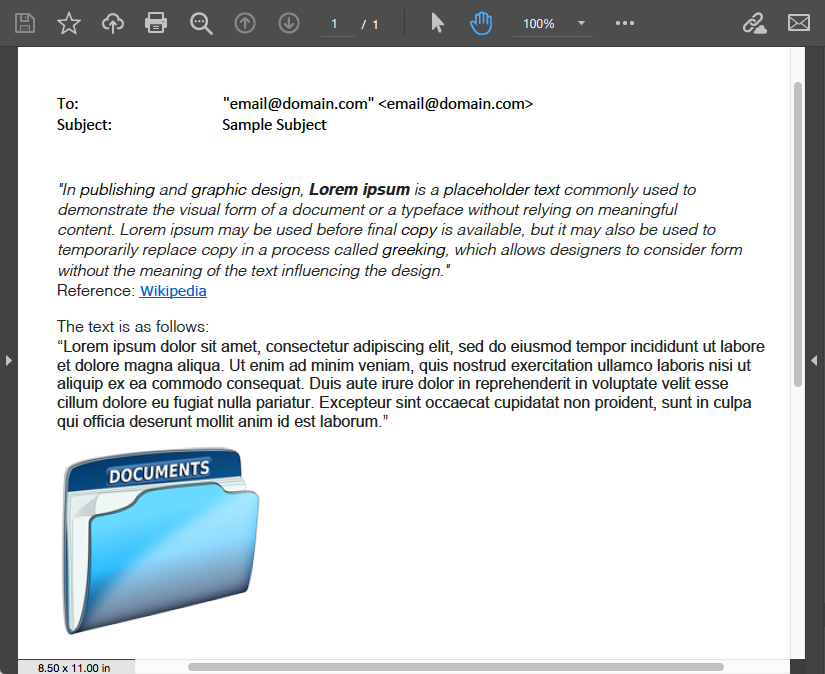 1 / 1 100%
To: "email@domain.com" <email@domain.com>
Subject: Sample Subject
"In publishing and graphic design, Lorem ipsum is a placeholder text commonly used to
demonstrate the visual form of a document or a typeface without relying on meaningful
content. Lorem ipsum may be used before final copy is available, but it may also be used to
temporarily replace copy in a process called greeking, which allows designers to consider form
without the meaning of the text influencing the design."
Reference: Wikipedia
The text is as follows:
“Lorem ipsum dolor sit amet, consectetur adipiscing elit, sed do eiusmod tempor incididunt ut labore
et dolore magna aliqua. Ut enim ad minim veniam, quis nostrud exercitation ullamco laboris nisi ut
aliquip ex ea commodo consequat. Duis aute irure dolor in reprehenderit in voluptate velit esse
cillum dolore eu fugiat nulla pariatur. Excepteur sint occaecat cupidatat non proident, sunt in culpa
qui officia deserunt mollit anim id est laborum.”
DOCUMENTS
8.50 x 11.00 in